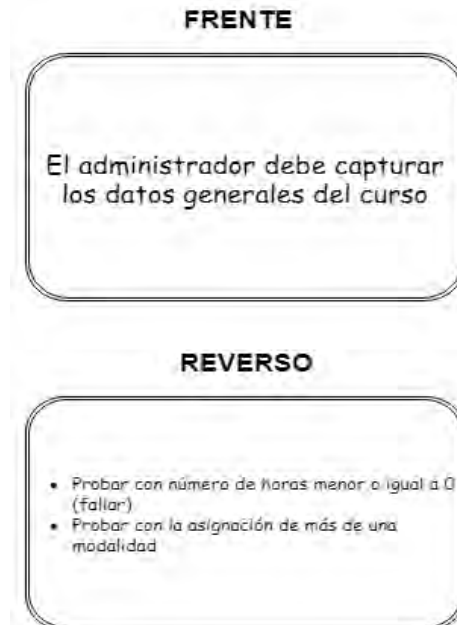 FRENTE
El administrador debe capturar
los datos generales del curso
REVERSO
• Probar con número de horas menor o igual a 0
(fallar)
• Probar con la asignación de más de una
modalidad